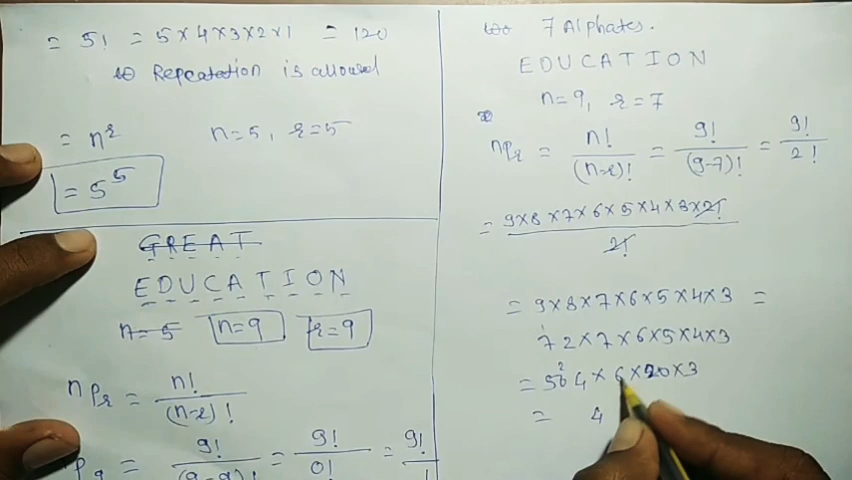 = 5! = 5×4×3×2×1 = 120
Repeatation is allowed
= nʳ n=5, r=5
= 5⁵
GREAT
EDUCATION
n=5 n=9 r=9
nPr = n! / (n-r)!
P9 = 9! / (9-9)! = 9! / 0! = 9! / 1
7 Alphates.
EDUCATION
n=9, r=7
nPr = n! / (n-r)! = 9! / (9-7)! = 9! / 2!
= 9×8×7×6×5×4×3×2! / 2!
= 9×8×7×6×5×4×3 =
72×7×6×5×4×3
= 504×6×20×3
= 4